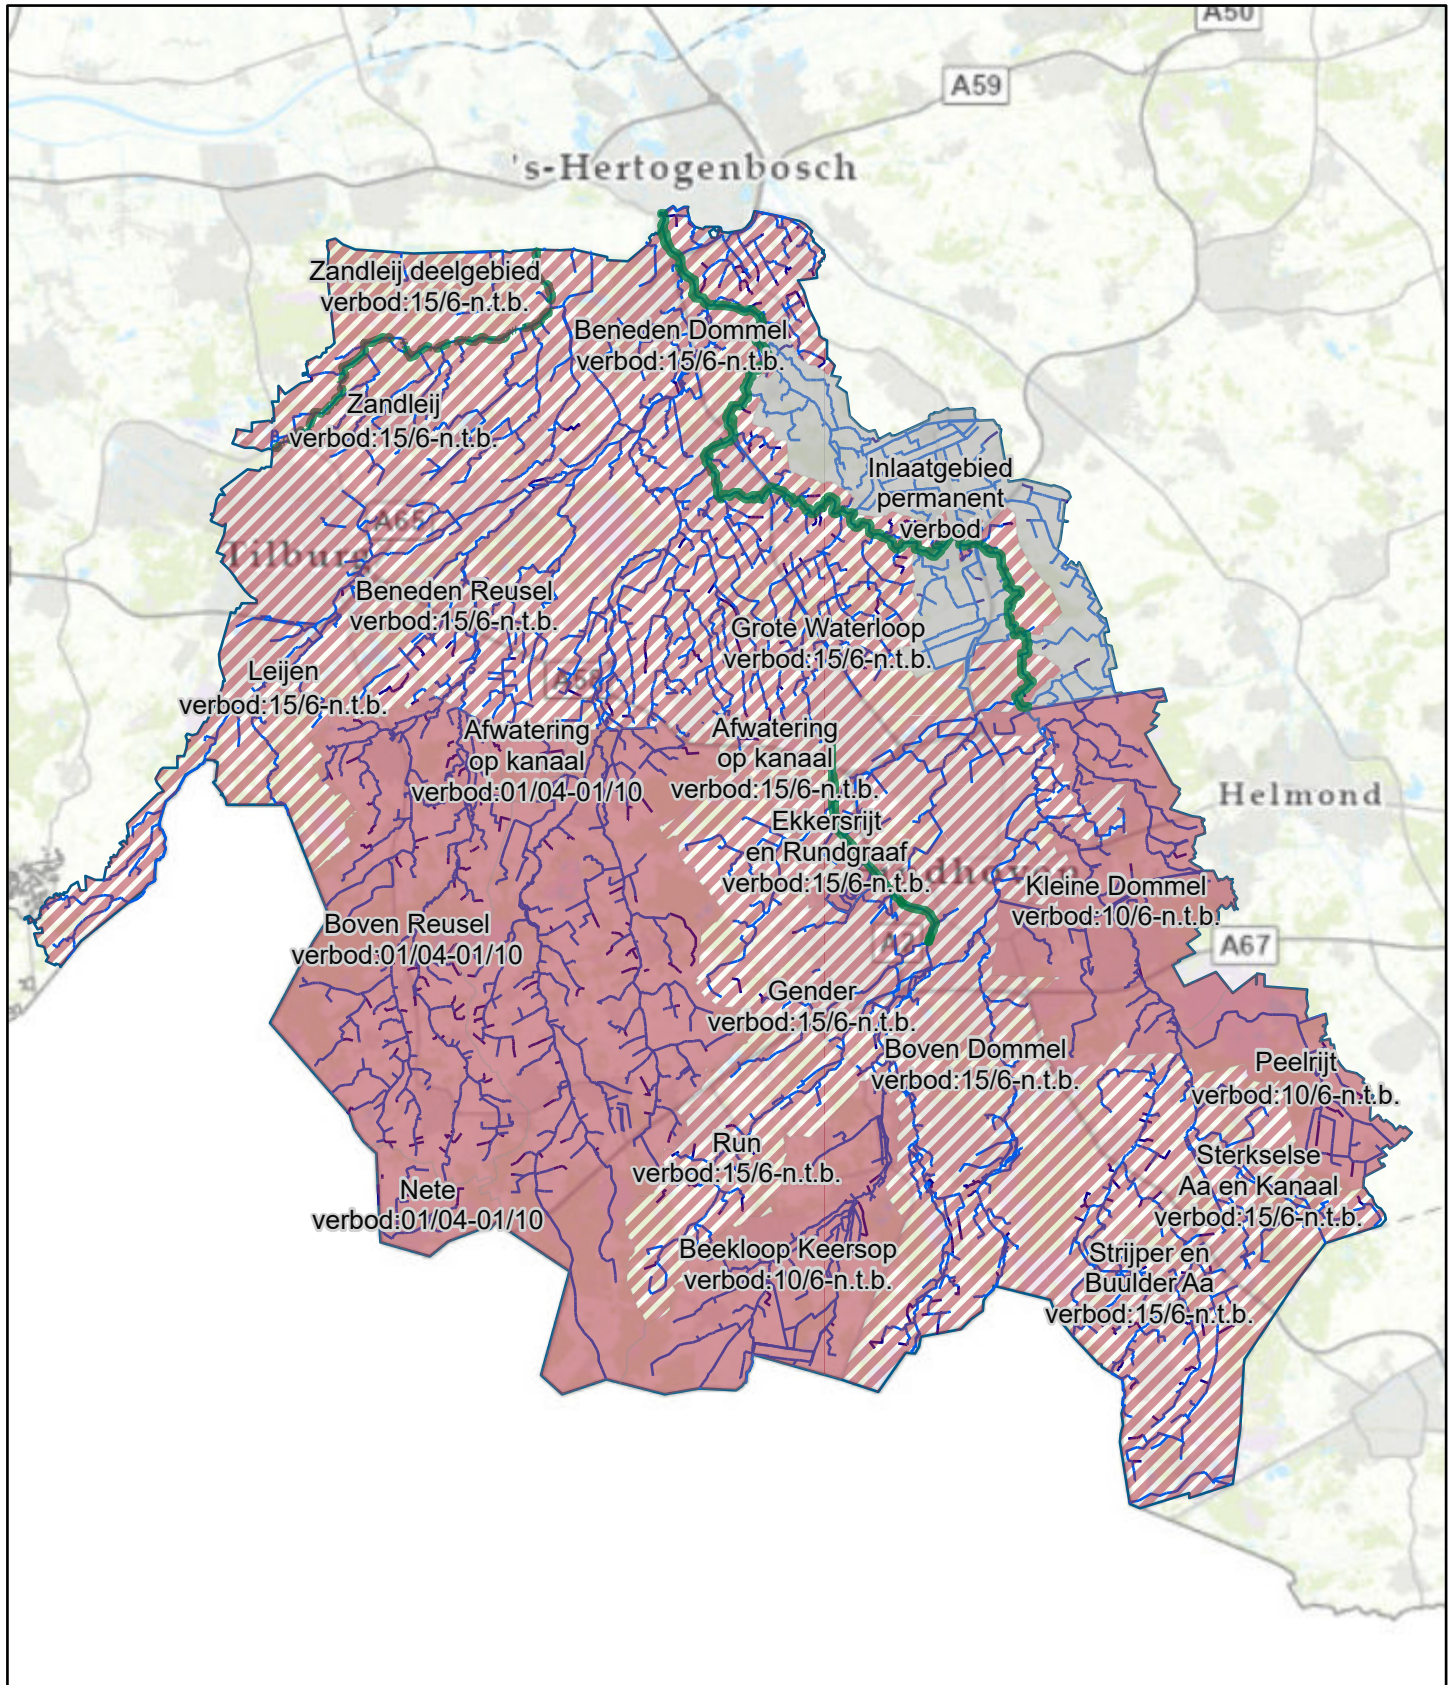 A50
A59
's-Hertogenbosch
Zandleij deelgebied
verbod:15/6-n.t.b.
Beneden Dommel
verbod:15/6-n.t.b.
Zandleij
verbod:15/6-n.t.b.
Inlaatgebied
permanent
verbod
A65
Tilburg
Beneden Reusel
verbod:15/6-n.t.b.
Grote Waterloop
verbod:15/6-n.t.b.
Leijen
verbod:15/6-n.t.b.
A58
Afwatering
op kanaal
verbod:01/04-01/10
Afwatering
op kanaal
verbod:15/6-n.t.b.
Helmond
Ekkersrijt
en Rundgraaf
verbod:15/6-n.t.b.
Kleine Dommel
verbod:10/6-n.t.b.
Boven Reusel
verbod:01/04-01/10
A2
A67
Gender
verbod:15/6-n.t.b.
Boven Dommel
verbod:15/6-n.t.b.
Peelrijt
verbod:10/6-n.t.b.
Run
verbod:15/6-n.t.b.
Sterkselse
Aa en Kanaal
verbod:15/6-n.t.b.
Nete
verbod:01/04-01/10
Beekloop Keersop
verbod:10/6-n.t.b.
Strijper en
Buulder Aa
verbod:15/6-n.t.b.